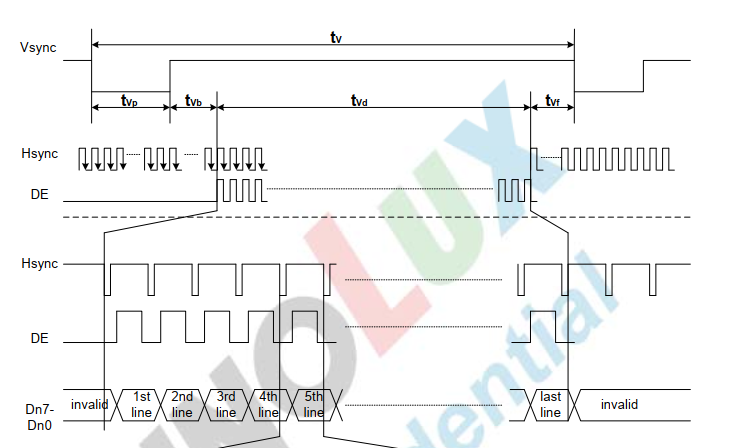 tv
Vsync
tvp tvb tvd tvf
Hsync
DE
Hsync
DE
Dn7-
Dn0
invalid
1st
line
2nd
line
3rd
line
4th
line
5th
line
last
line
invalid
INNOLUX